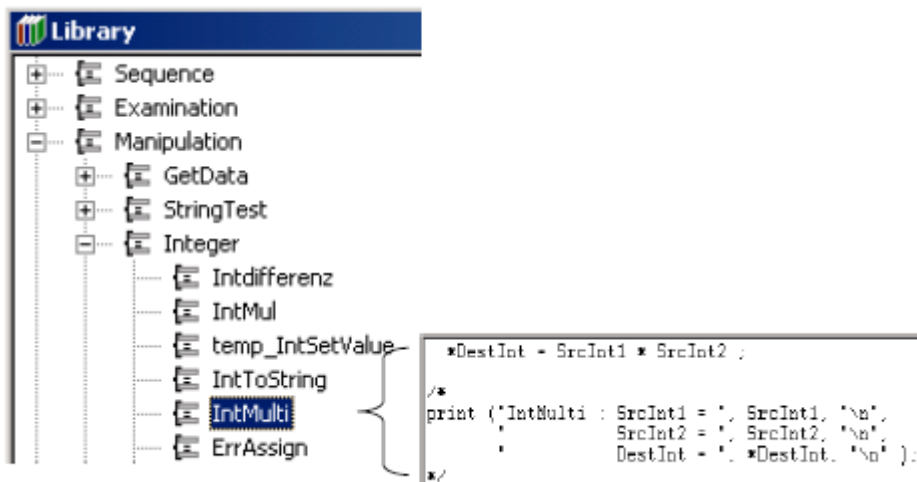 Library
Sequence
Examination
Manipulation
GetData
StringTest
Integer
Intdifferenz
IntMul
temp_IntSetValue
IntToString
IntMulti
ErrAssign
*DestInt = SrcInt1 * SrcInt2 ;
/*
print ("IntMulti : SrcInt1 = ", SrcInt1, "\n",
" SrcInt2 = ", SrcInt2, "\n",
" DestInt = ", *DestInt, "\n" );
*/